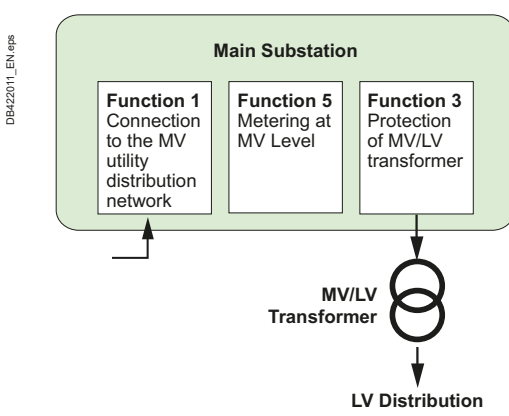 DB422011_EN.eps
Main Substation
Function 1
Connection
to the MV
utility
distribution
network
Function 5
Metering at
MV Level
Function 3
Protection
of MV/LV
transformer
MV/LV
Transformer
LV Distribution